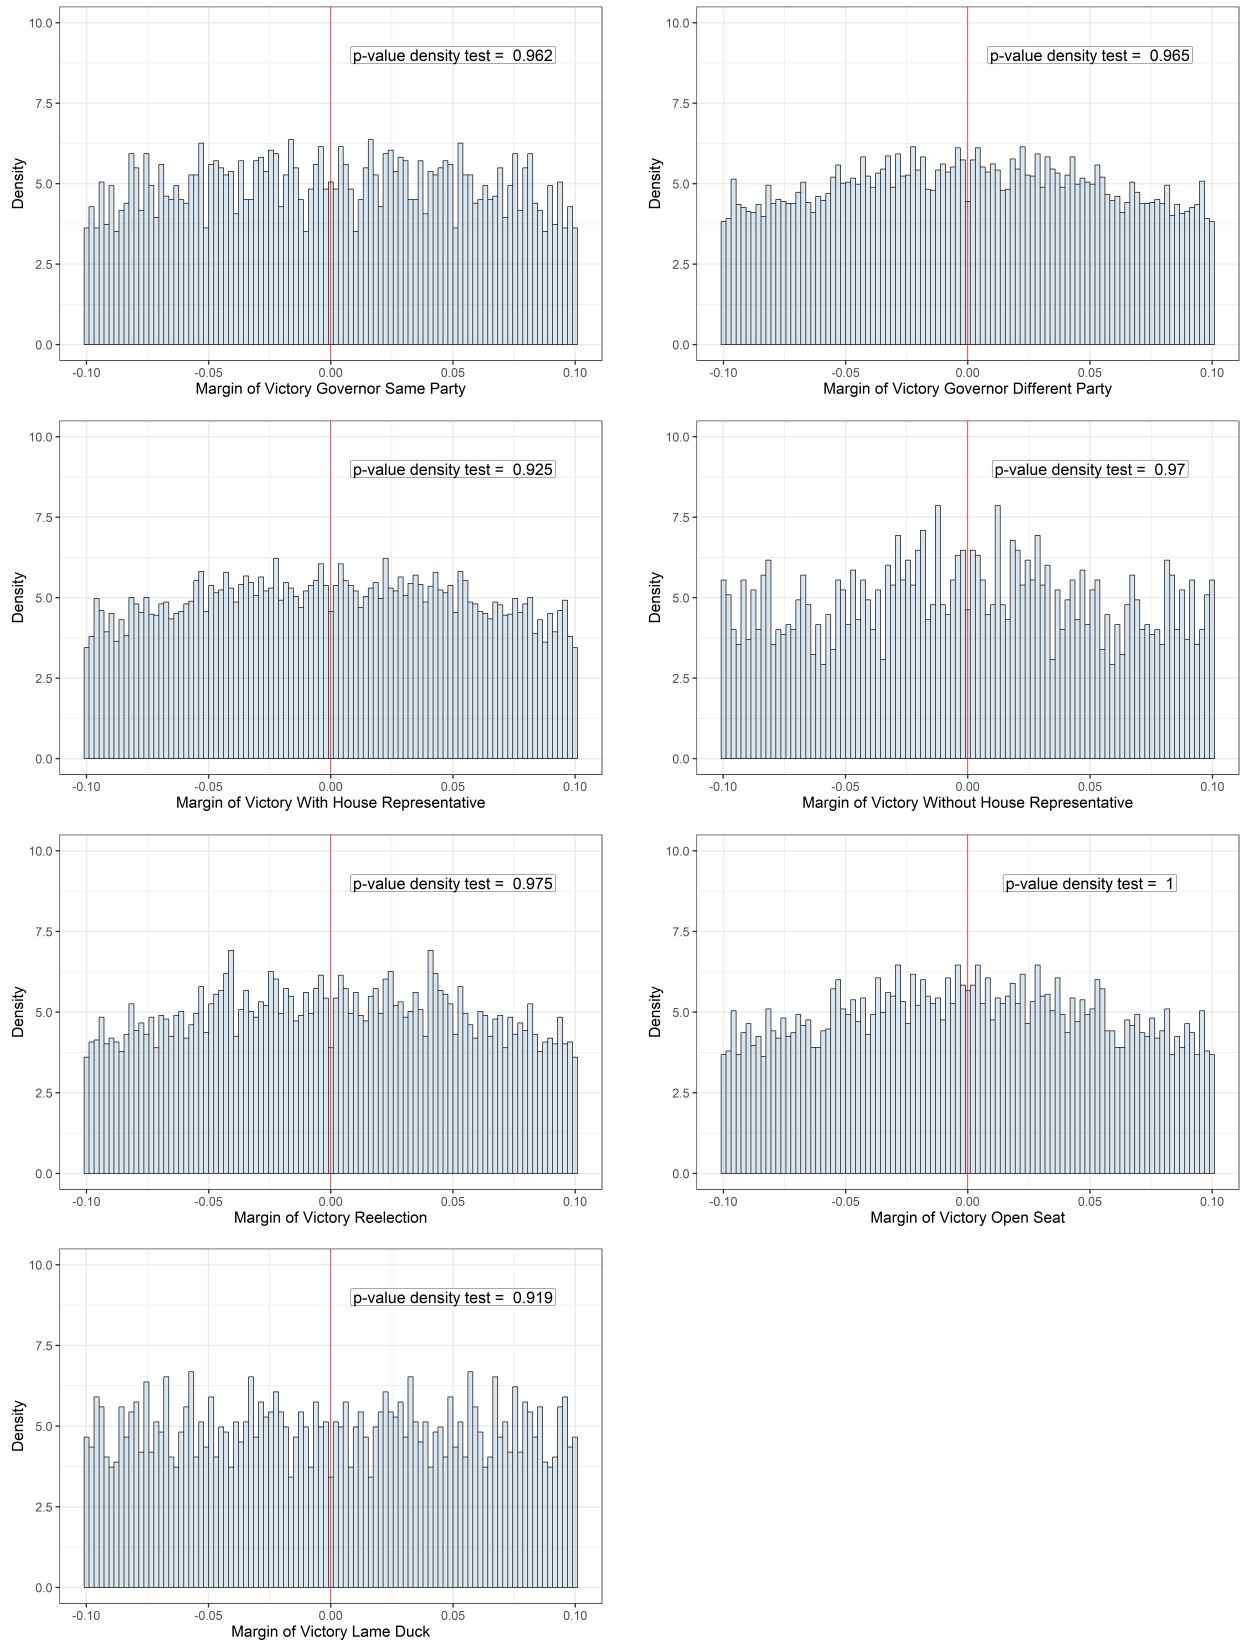 10.0
7.5
5.0
2.5
0.0
Density
p-value density test = 0.962
-0.10 -0.05 0.00 0.05 0.10
Margin of Victory Governor Same Party
10.0
7.5
5.0
2.5
0.0
Density
p-value density test = 0.965
-0.10 -0.05 0.00 0.05 0.10
Margin of Victory Governor Different Party
10.0
7.5
5.0
2.5
0.0
Density
p-value density test = 0.925
-0.10 -0.05 0.00 0.05 0.10
Margin of Victory With House Representative
10.0
7.5
5.0
2.5
0.0
Density
p-value density test = 0.97
-0.10 -0.05 0.00 0.05 0.10
Margin of Victory Without House Representative
10.0
7.5
5.0
2.5
0.0
Density
p-value density test = 0.975
-0.10 -0.05 0.00 0.05 0.10
Margin of Victory Reelection
10.0
7.5
5.0
2.5
0.0
Density
p-value density test = 1
-0.10 -0.05 0.00 0.05 0.10
Margin of Victory Open Seat
10.0
7.5
5.0
2.5
0.0
Density
p-value density test = 0.919
-0.10 -0.05 0.00 0.05 0.10
Margin of Victory Lame Duck